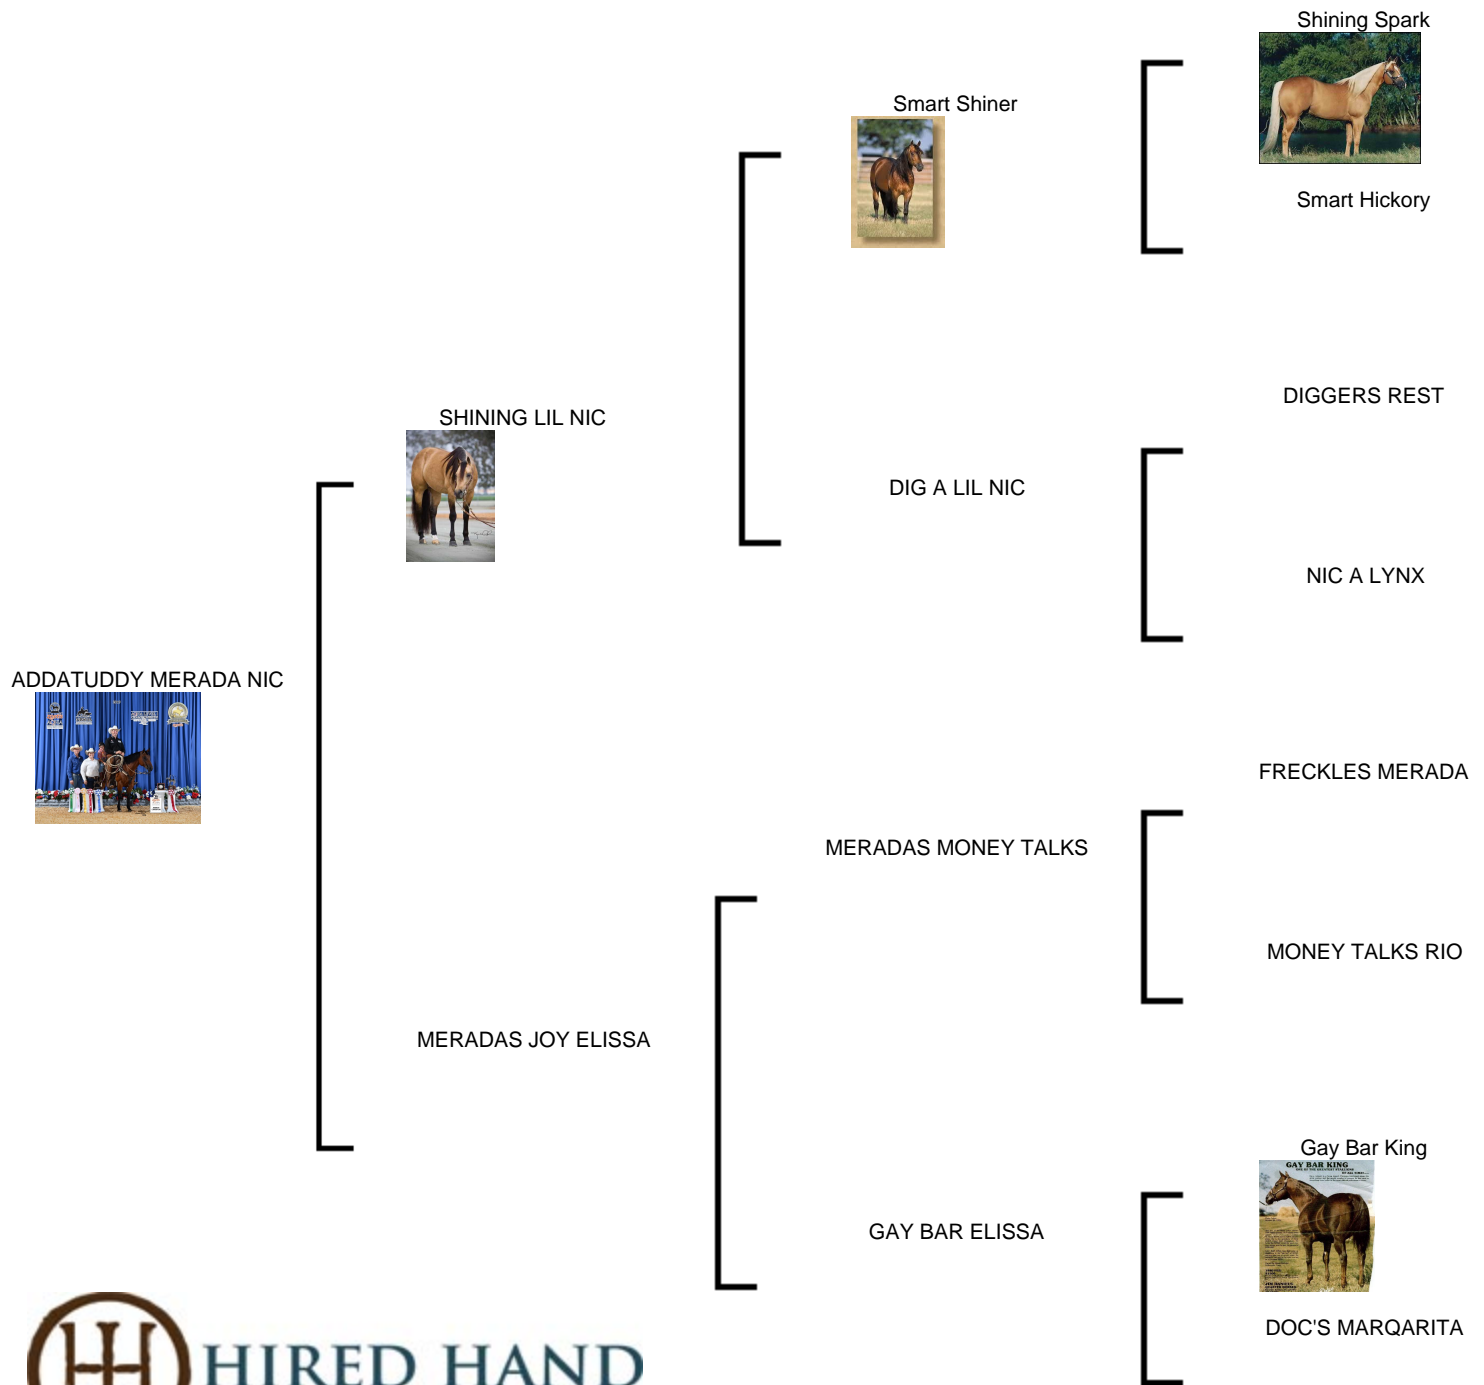 Shining Spark
Smart Shiner
Smart Hickory
DIGGERS REST
SHINING LIL NIC
DIG A LIL NIC
NIC A LYNX
ADDATUDDY MERADA NIC
FRECKLES MERADA
MERADAS MONEY TALKS
MONEY TALKS RIO
MERADAS JOY ELISSA
Gay Bar King
GAY BAR KING
GAY BAR ELISSA
DOC'S MARQARITA
HIRED HAND